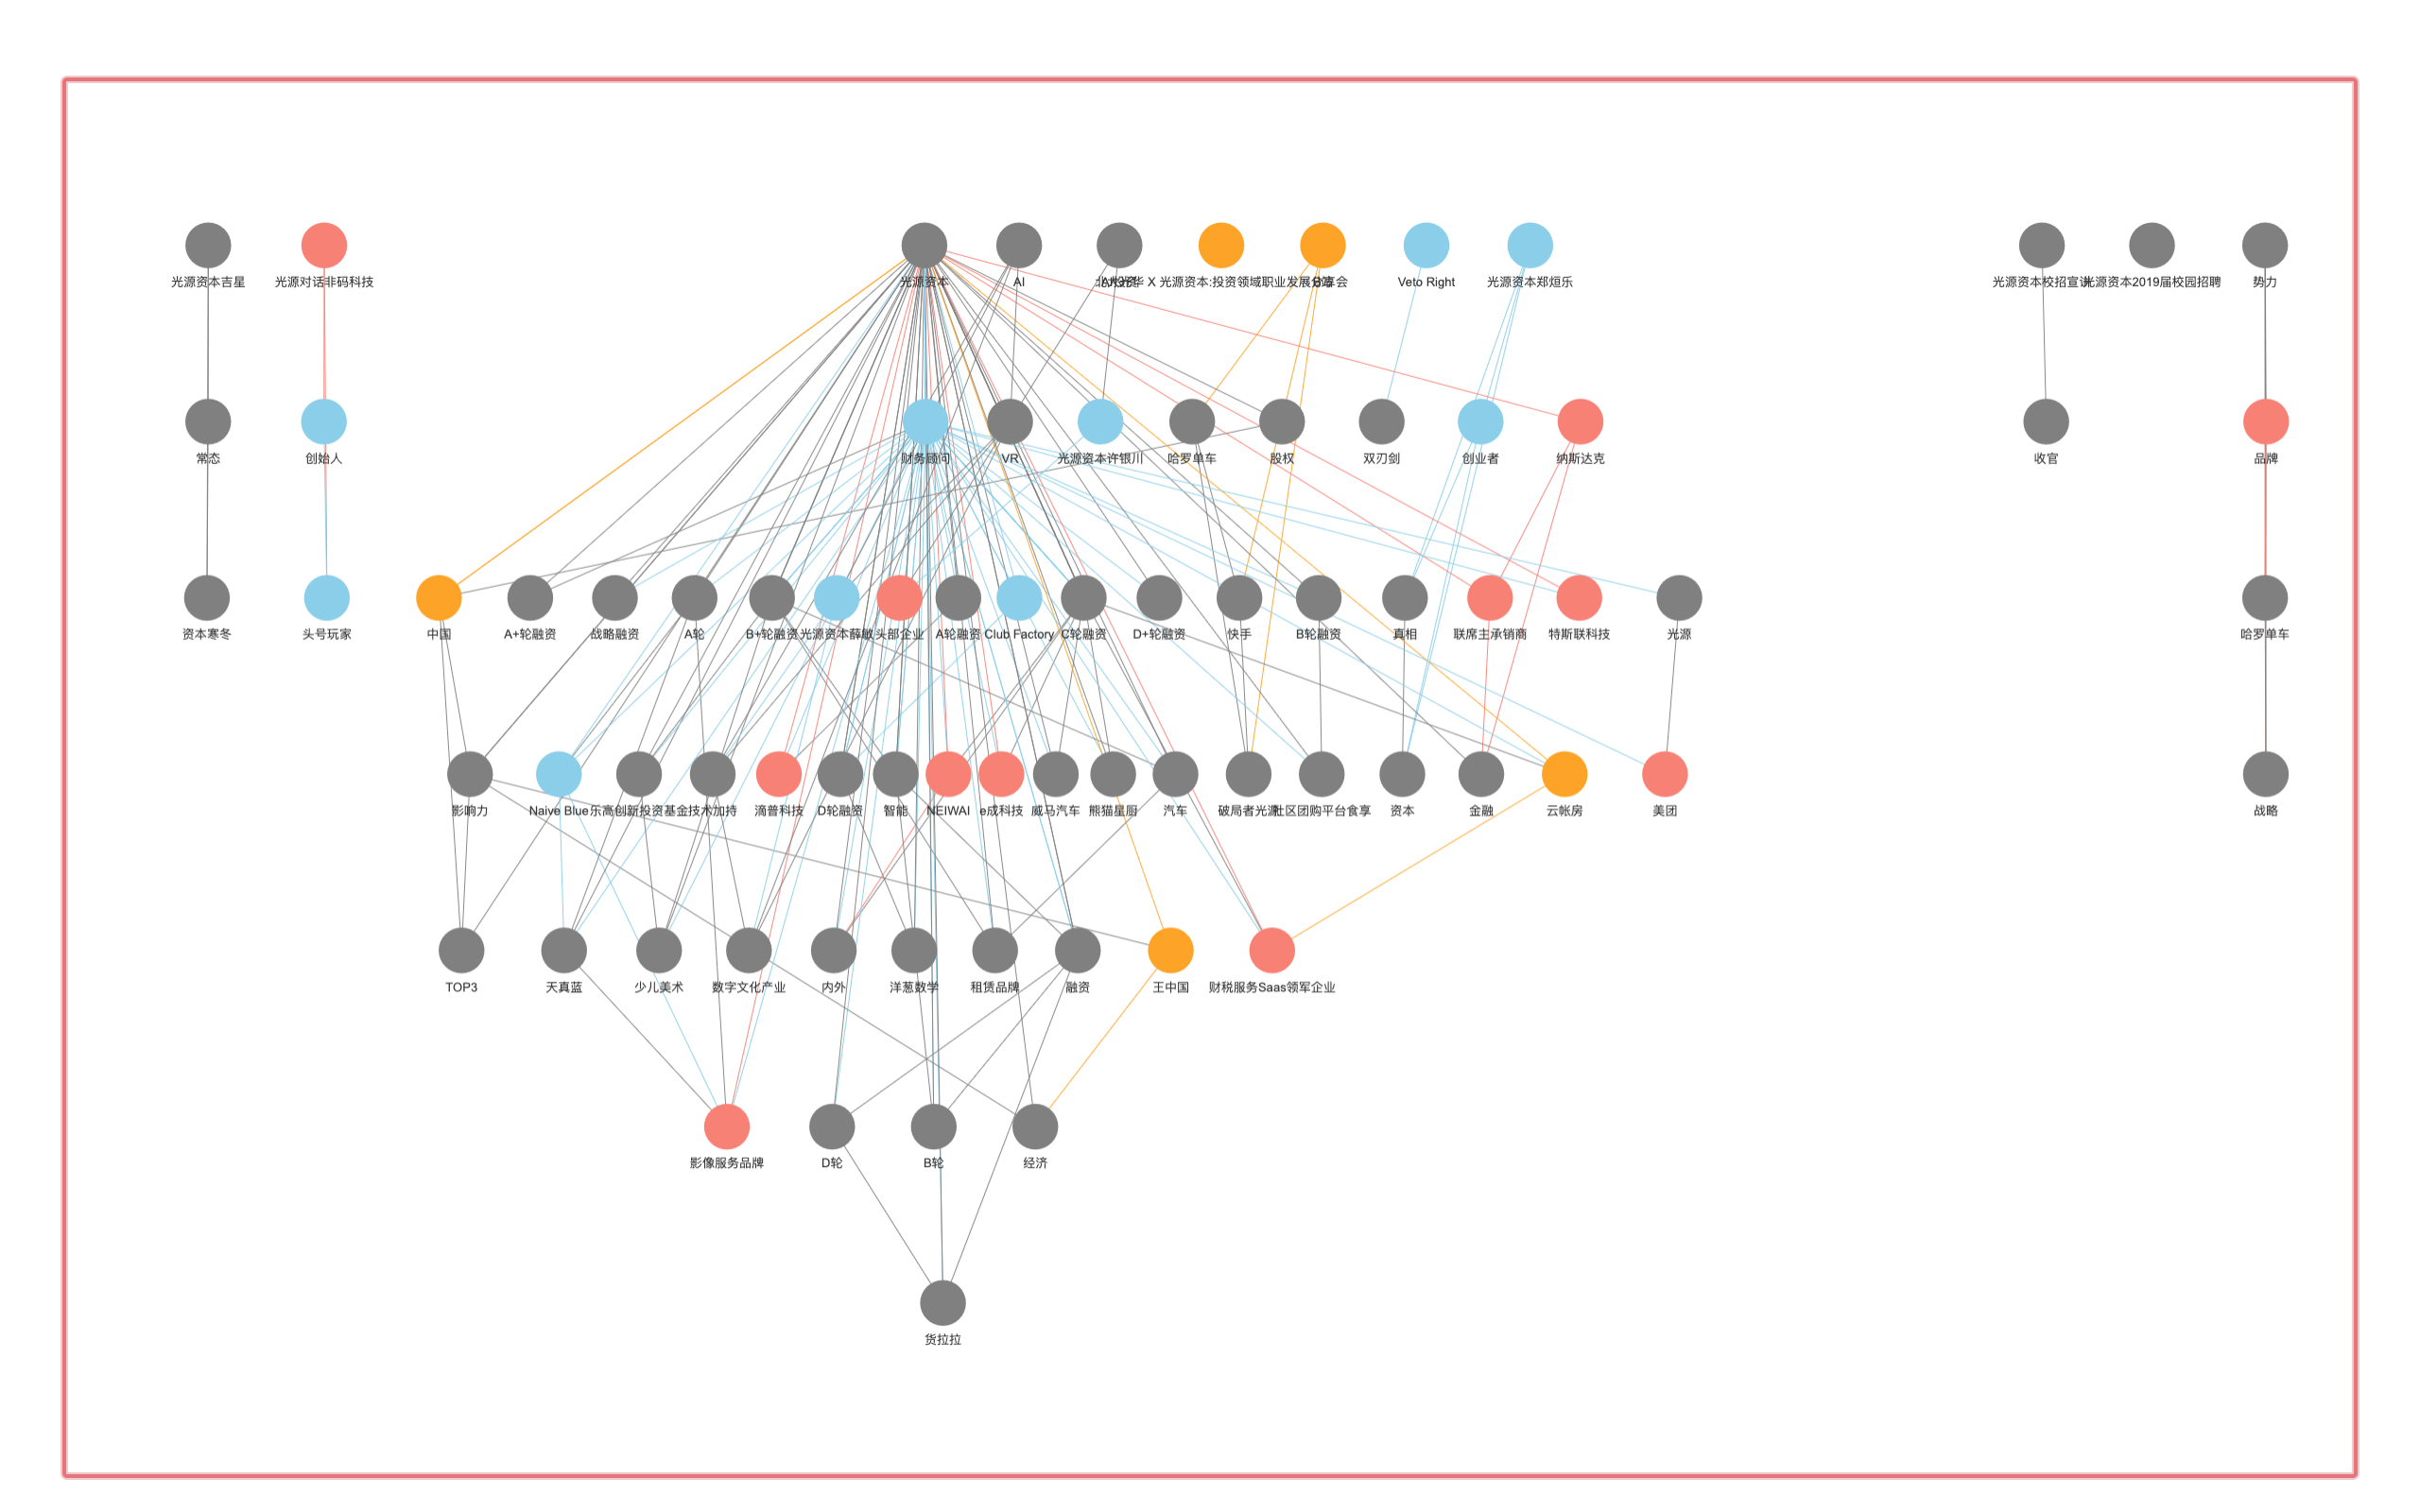 光源资本吉星
光源对话非码科技
光源资本
AI
北大光华 X 光源资本:投资领域职业发展分享会
Veto Right
光源资本郑烜乐
光源资本校招宣讲
光源资本2019届校园招聘
势力
常态
创始人
财务顾问
VR
光源资本许银川
哈罗单车
股权
双刃剑
创业者
纳斯达克
收官
品牌
资本寒冬
头号玩家
中国
A+轮融资
战略融资
A轮
B+轮融资
光源资本薛敏
头部企业
A轮融资
Club Factory
C轮融资
D+轮融资
快手
B轮融资
真相
联席主承销商
特斯联科技
光源
哈罗单车
影响力
Naive Blue
乐高创新投资基金
技术加持
滴普科技
D轮融资
智能
NEIWAI
e成科技
威马汽车
熊猫星厨
汽车
破局者光源
社区团购平台食享
资本
金融
云帐房
美团
战略
TOP3
天真蓝
少儿美术
数字文化产业
内外
洋葱数学
租赁品牌
融资
王中国
财税服务Saas领军企业
影像服务品牌
D轮
B轮
经济
货拉拉